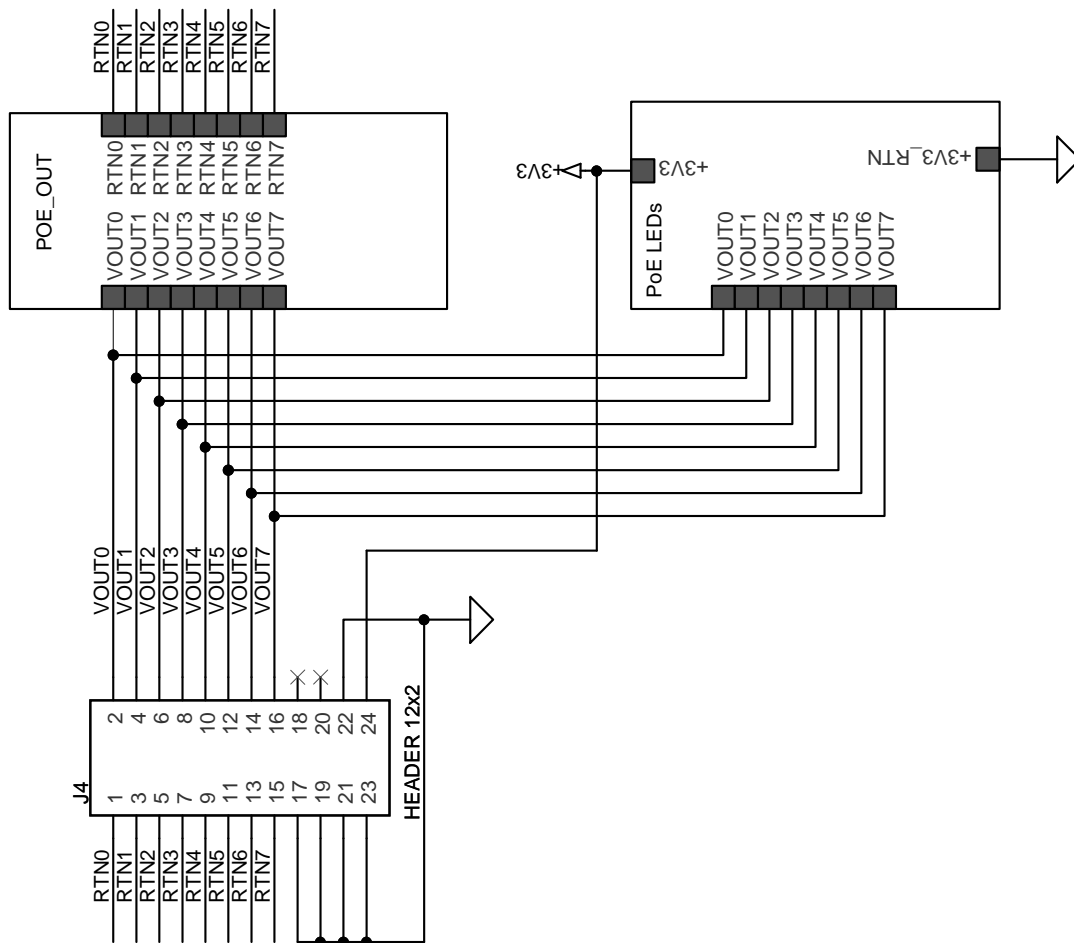 RTN0
RTN1
RTN2
RTN3
RTN4
RTN5
RTN6
RTN7
POE_OUT
RTN0
RTN1
RTN2
RTN3
RTN4
RTN5
RTN6
RTN7
VOUT0
VOUT1
VOUT2
VOUT3
VOUT4
VOUT5
VOUT6
VOUT7
+3V3
+3V3
+3V3_RTN
PoE LEDs
VOUT0
VOUT1
VOUT2
VOUT3
VOUT4
VOUT5
VOUT6
VOUT7
VOUT0
VOUT1
VOUT2
VOUT3
VOUT4
VOUT5
VOUT6
VOUT7
J4
2
4
6
8
10
12
14
16
18
20
22
24
1
3
5
7
9
11
13
15
17
19
21
23
HEADER 12x2
RTN0
RTN1
RTN2
RTN3
RTN4
RTN5
RTN6
RTN7